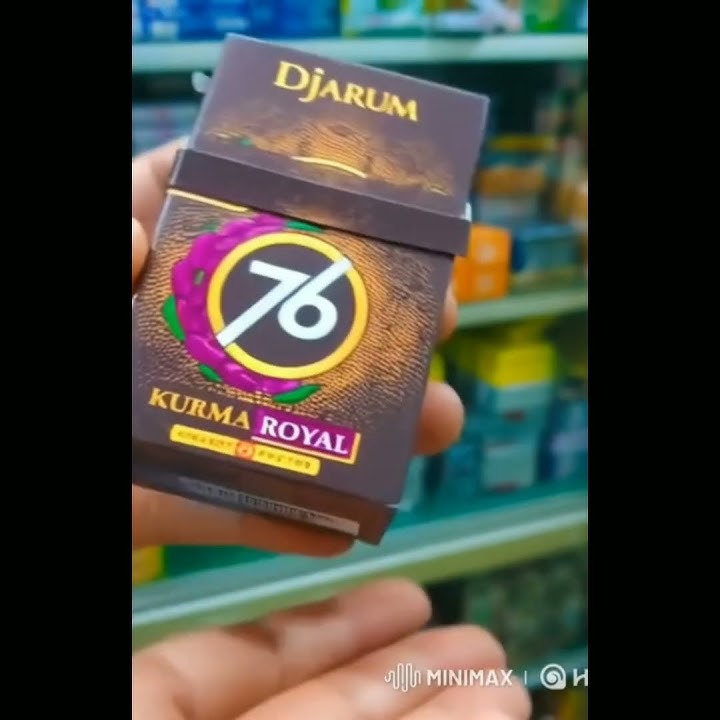 DJARUM
76
KURMA ROYAL
MINIMAX | H